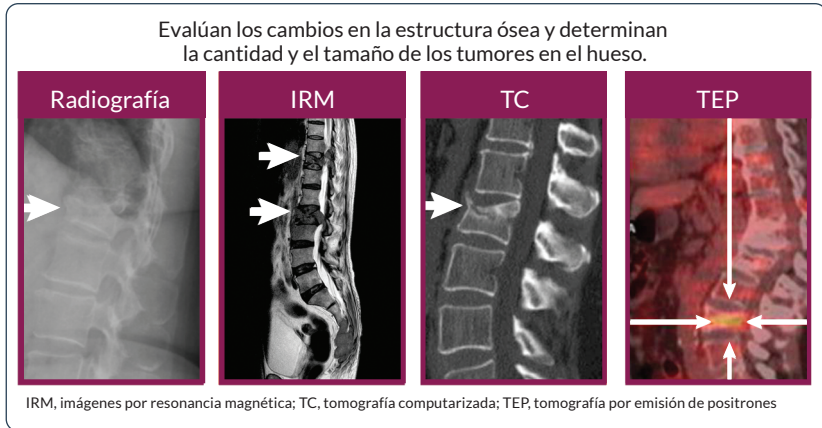 Evalúan los cambios en la estructura ósea y determinan
la cantidad y el tamaño de los tumores en el hueso.
Radiografía
IRM
TC
TEP
IRM, imágenes por resonancia magnética; TC, tomografía computarizada; TEP, tomografía por emisión de positrones